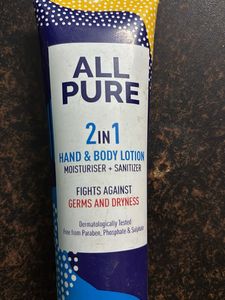 ALL
PURE
2 IN 1
HAND & BODY LOTION
MOISTURISER + SANITIZER
FIGHTS AGAINST
GERMS AND DRYNESS
Dermatologically Tested
Free from Paraben, Phosphate & Sulphate